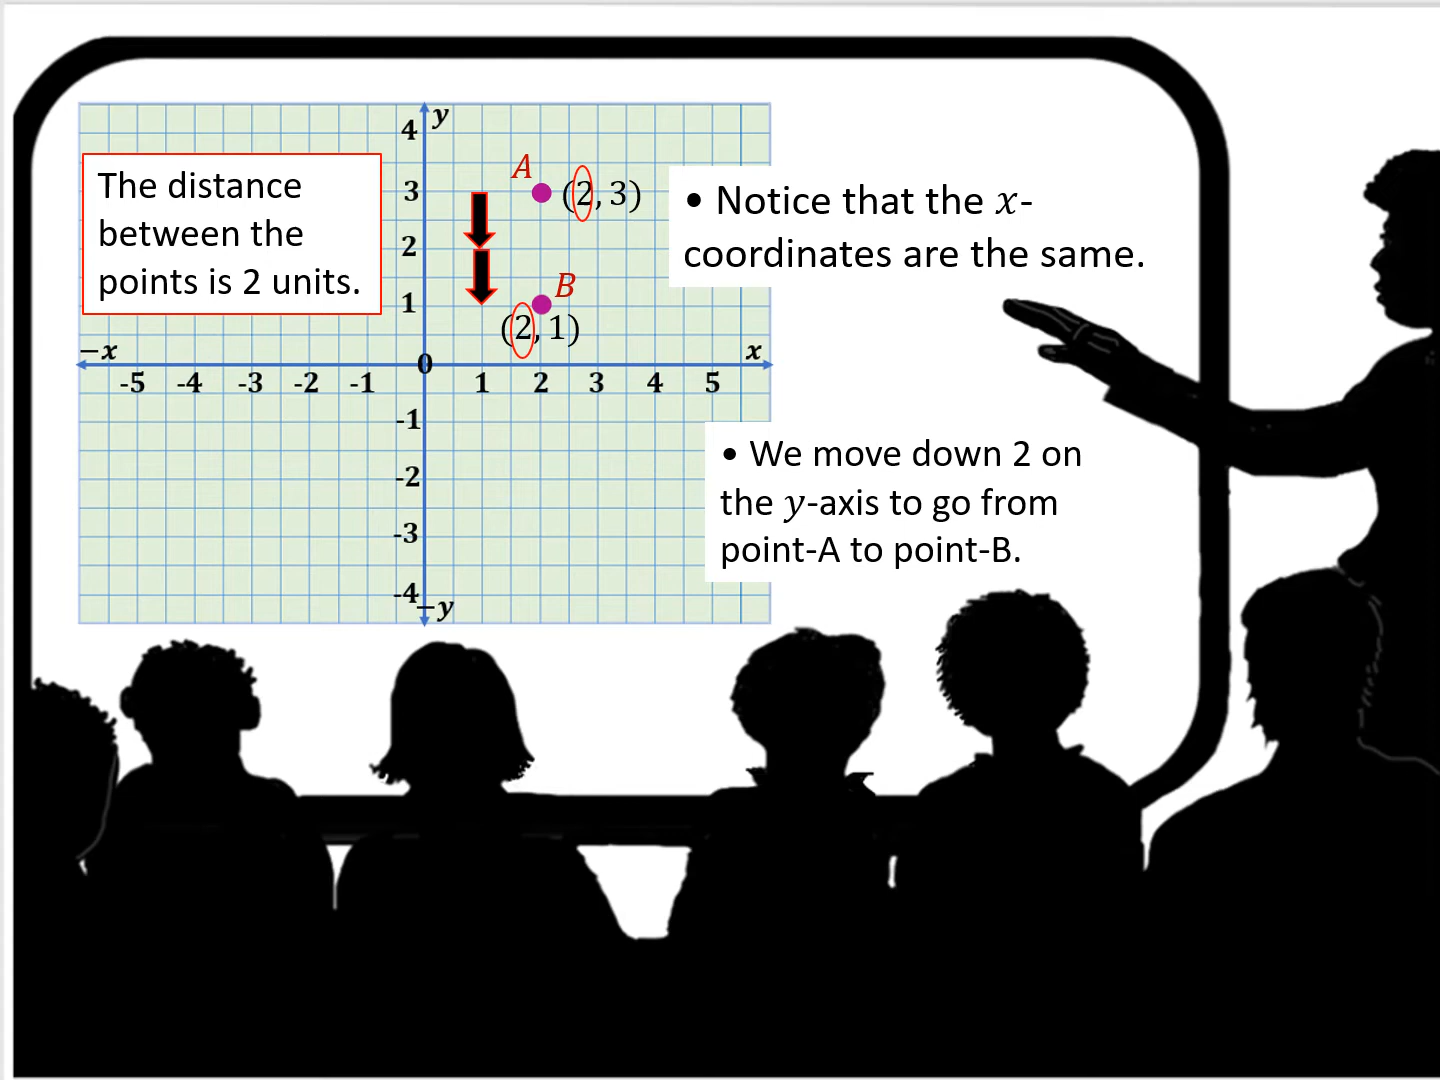 The distance
between the
points is 2 units.
y
4
3
2
1
0
-1
-2
-3
-4
−y
−x
-5 -4 -3 -2 -1 1 2 3 4 5
x
A
(2, 3)
B
(2, 1)
• Notice that the x-
coordinates are the same.
• We move down 2 on
the y-axis to go from
point-A to point-B.